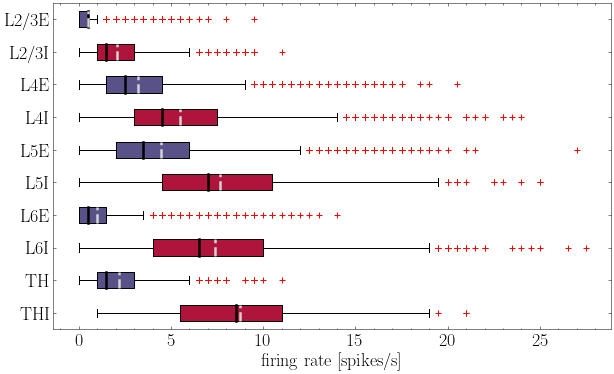 L2/3E
L2/3I
L4E
L4I
L5E
L5I
L6E
L6I
TH
THI
0 5 10 15 20 25
firing rate [spikes/s]